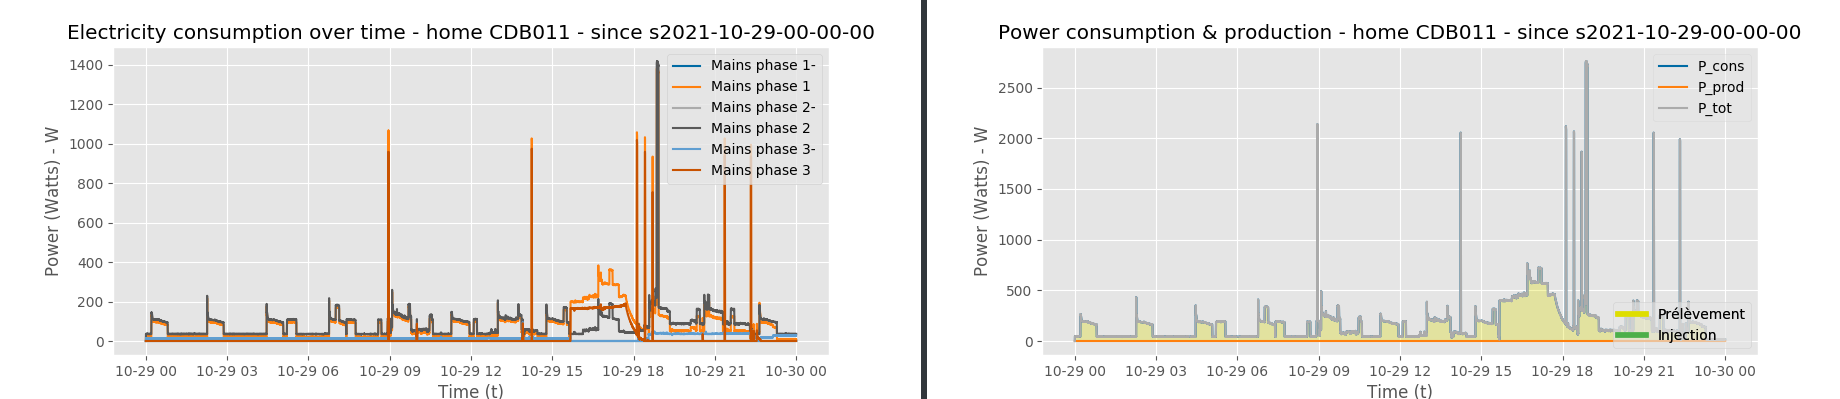 Electricity consumption over time - home CDB011 - since s2021-10-29-00-00-00
1400
1200
1000
800
600
400
200
0
Power (Watts) - W
Mains phase 1-
Mains phase 1
Mains phase 2-
Mains phase 2
Mains phase 3-
Mains phase 3
10-29 00 10-29 03 10-29 06 10-29 09 10-29 12 10-29 15 10-29 18 10-29 21 10-30 00
Time (t)
Power consumption & production - home CDB011 - since s2021-10-29-00-00-00
2500
2000
1500
1000
500
0
Power (Watts) - W
P_cons
P_prod
P_tot
Prélèvement
Injection
10-29 00 10-29 03 10-29 06 10-29 09 10-29 12 10-29 15 10-29 18 10-29 21 10-30 00
Time (t)